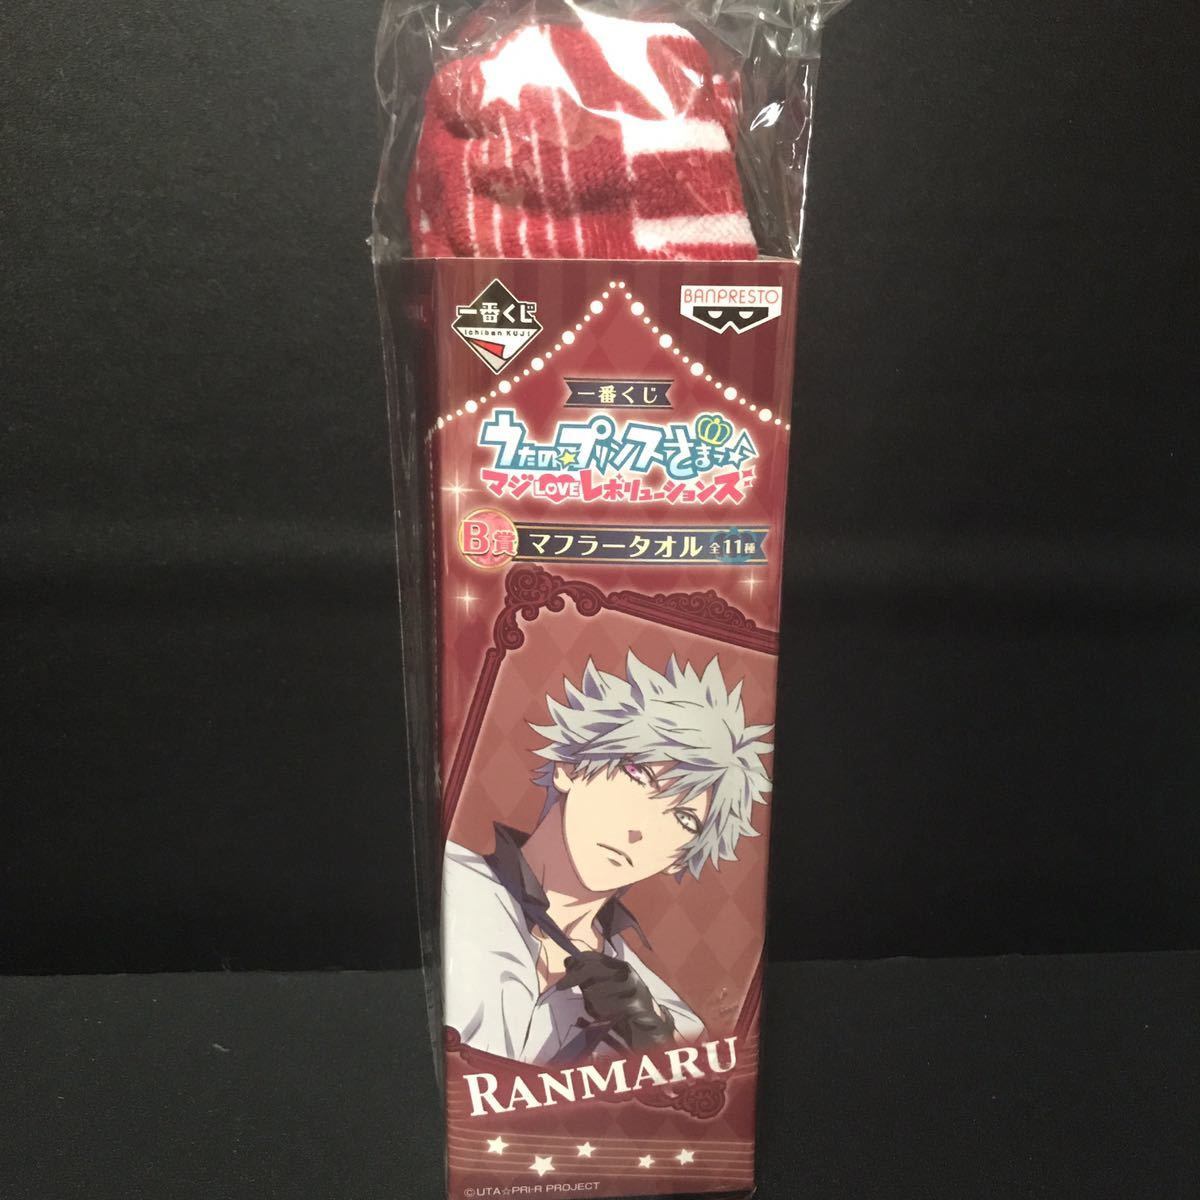 一番くじ
Ichiban KUJI
BANPRESTO
一番くじ
うたの☆プリンスさまっ♪
マジLOVEレボリューションズ
B賞 マフラータオル 全11種
RANMARU
©UTA☆PRI-R PROJECT